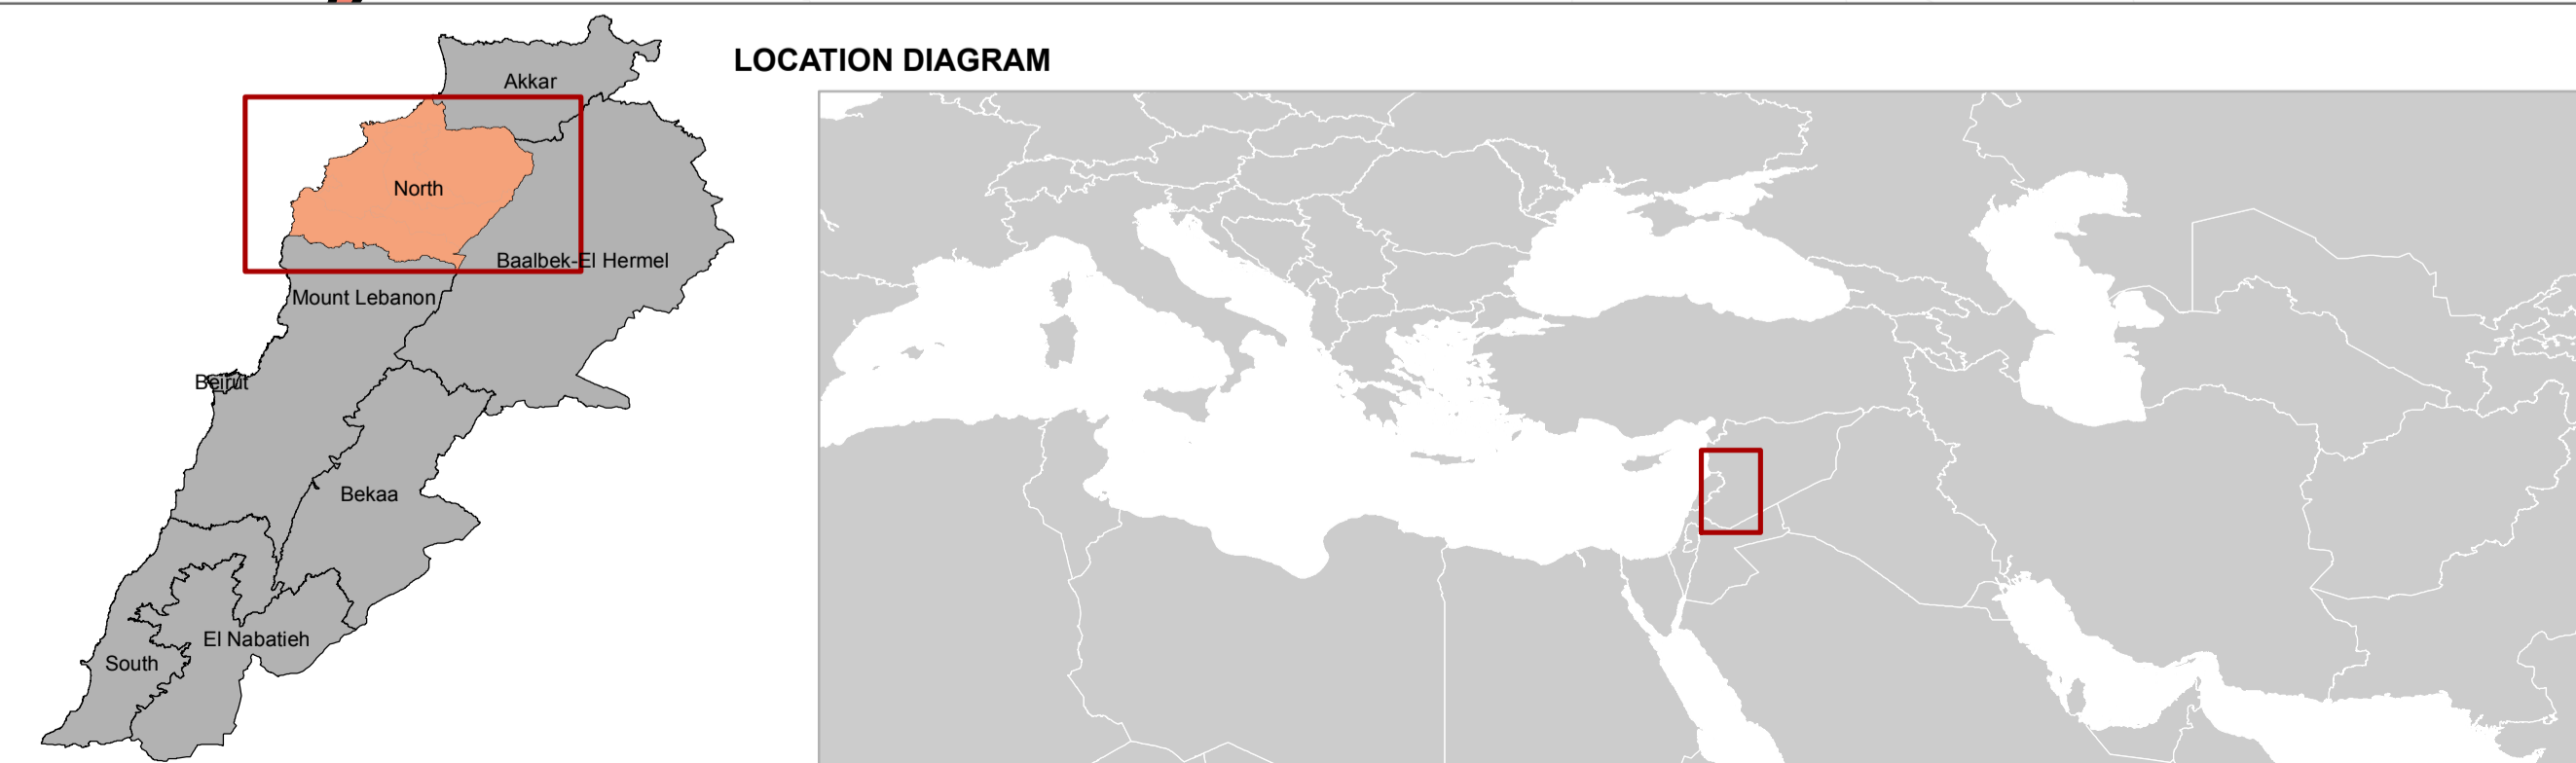 LOCATION DIAGRAM
Akkar
North
Baalbek-El Hermel
Mount Lebanon
Beirut
Bekaa
El Nabatieh
South